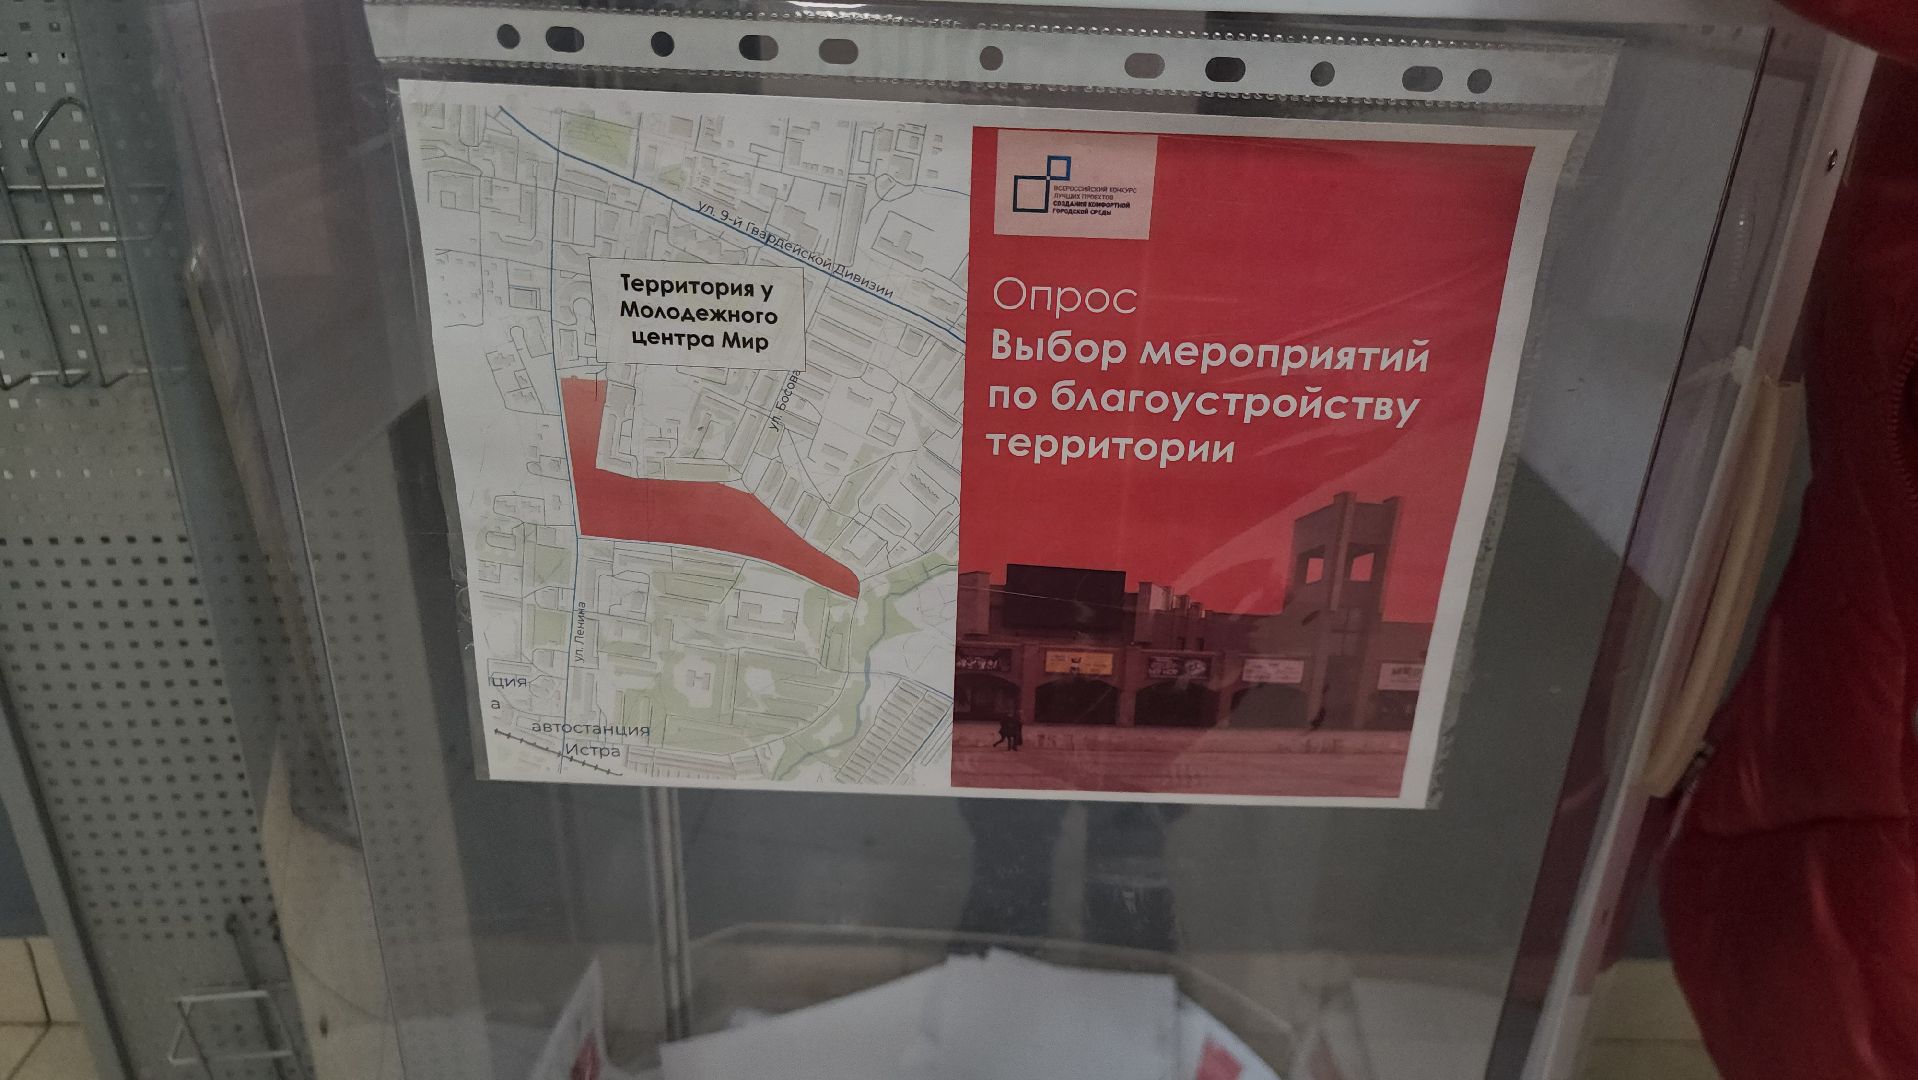 ул. 9-й Гвардейской Дивизии
Территория у
Молодежного
центра Мир
ул. Босова
ул. Ленина
ция
а
автостанция
Истра
ВСЕРОССИЙСКИЙ КОНКУРС
ЛУЧШИХ ПРОЕКТОВ
СОЗДАНИЯ КОМФОРТНОЙ
ГОРОДСКОЙ СРЕДЫ
Опрос
Выбор мероприятий
по благоустройству
территории